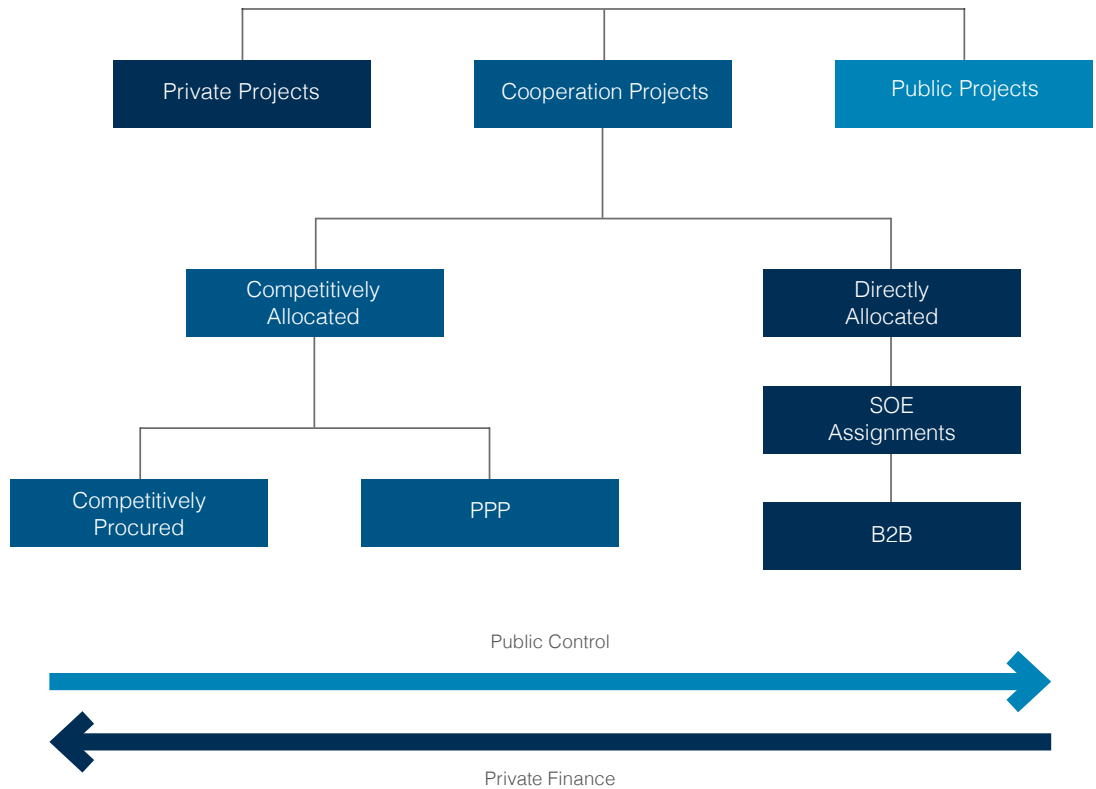 Private Projects
Cooperation Projects
Public Projects
Competitively
Allocated
Directly
Allocated
SOE
Assignments
Competitively
Procured
PPP
B2B
Public Control
Private Finance